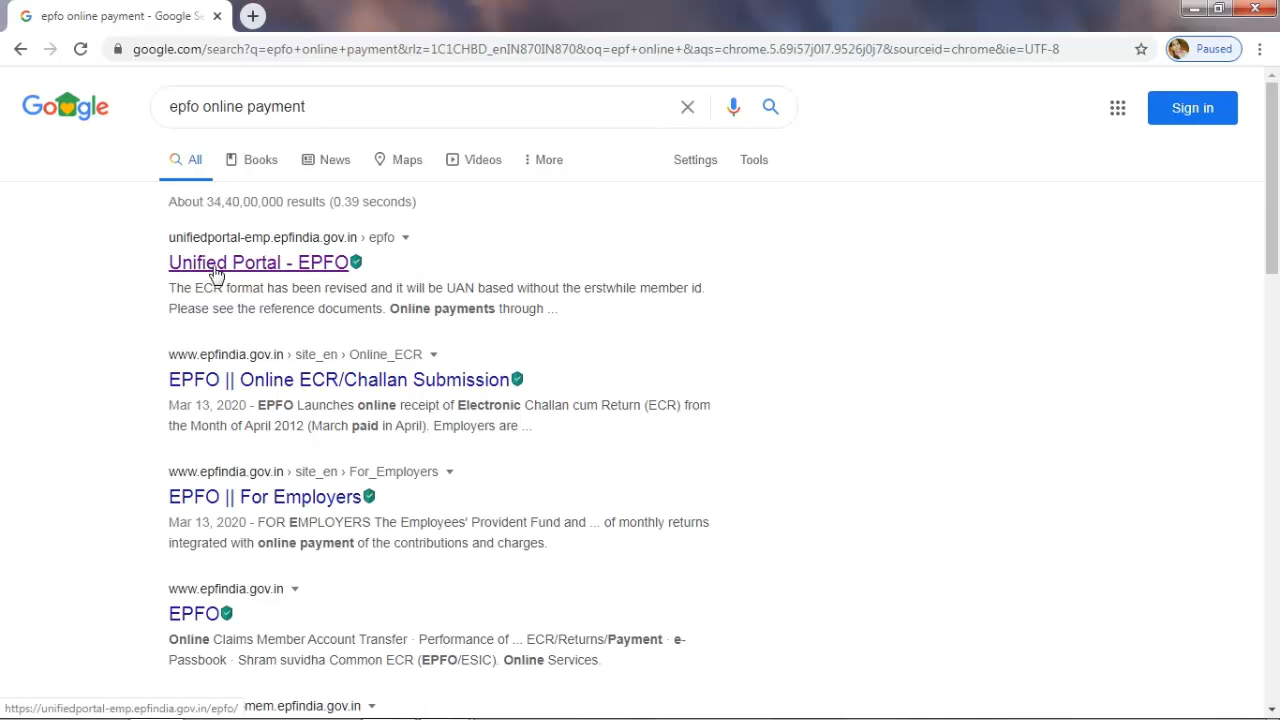 epfo online payment - Google Se
google.com/search?q=epfo+online+payment&rlz=1C1CHBD_enIN870IN870&oq=epf+online+&aqs=chrome.5.69i57j0l7.9526j0j7&sourceid=chrome&ie=UTF-8
Paused
Google
epfo online payment
Sign in
All
Books
News
Maps
Videos
More
Settings
Tools
About 34,40,00,000 results (0.39 seconds)
unifiedportal-emp.epfindia.gov.in › epfo
Unified Portal - EPFO
The ECR format has been revised and it will be UAN based without the erstwhile member id.
Please see the reference documents. Online payments through ...
www.epfindia.gov.in › site_en › Online_ECR
EPFO || Online ECR/Challan Submission
Mar 13, 2020 - EPFO Launches online receipt of Electronic Challan cum Return (ECR) from
the Month of April 2012 (March paid in April). Employers are ...
www.epfindia.gov.in › site_en › For_Employers
EPFO || For Employers
Mar 13, 2020 - FOR EMPLOYERS The Employees' Provident Fund and ... of monthly returns
integrated with online payment of the contributions and charges.
www.epfindia.gov.in
EPFO
Online Claims Member Account Transfer · Performance of ... ECR/Returns/Payment · e-
Passbook · Shram suvidha Common ECR (EPFO/ESIC). Online Services.
https://unifiedportal-emp.epfindia.gov.in/epfo/
mem.epfindia.gov.in